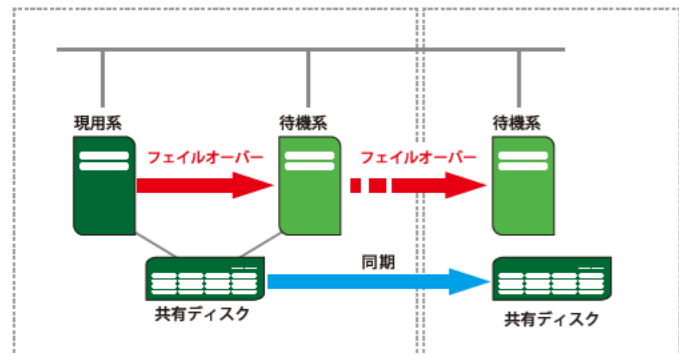 現用系
待機系
待機系
フェイルオーバー
フェイルオーバー
同期
共有ディスク
共有ディスク